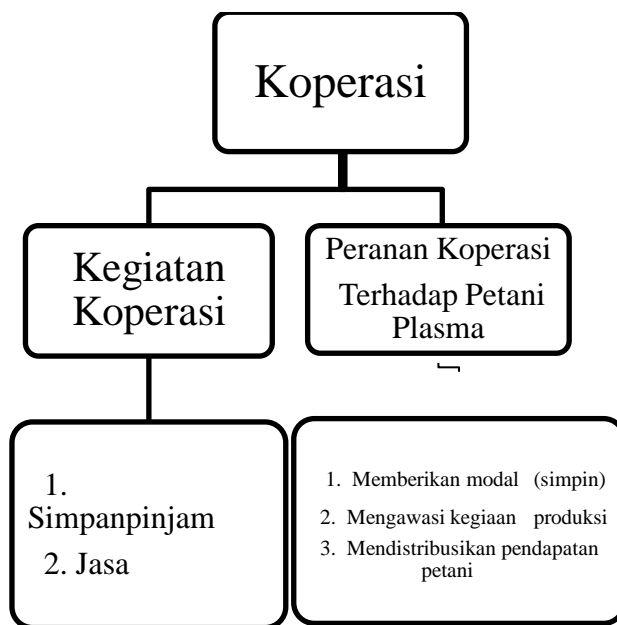 Koperasi
Kegiatan
Koperasi
Peranan Koperasi
Terhadap Petani
Plasma
1.
Simpanpinjam
2. Jasa
1. Memberikan modal (simpin)
2. Mengawasi kegiaan produksi
3. Mendistribusikan pendapatan
petani